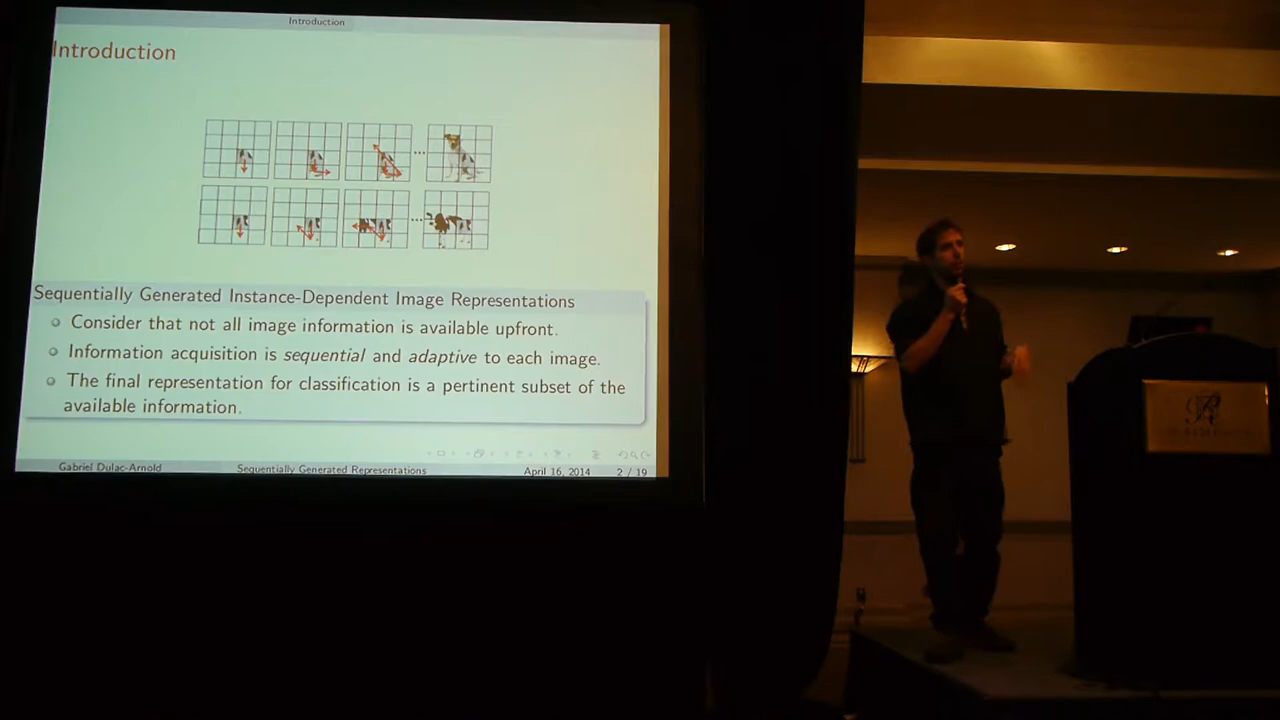 Introduction
Introduction
...
...
Sequentially Generated Instance-Dependent Image Representations
Consider that not all image information is available upfront.
Information acquisition is sequential and adaptive to each image.
The final representation for classification is a pertinent subset of the
available information.
Gabriel Dulac-Arnold Sequentially Generated Representations April 16, 2014 2 / 19
R